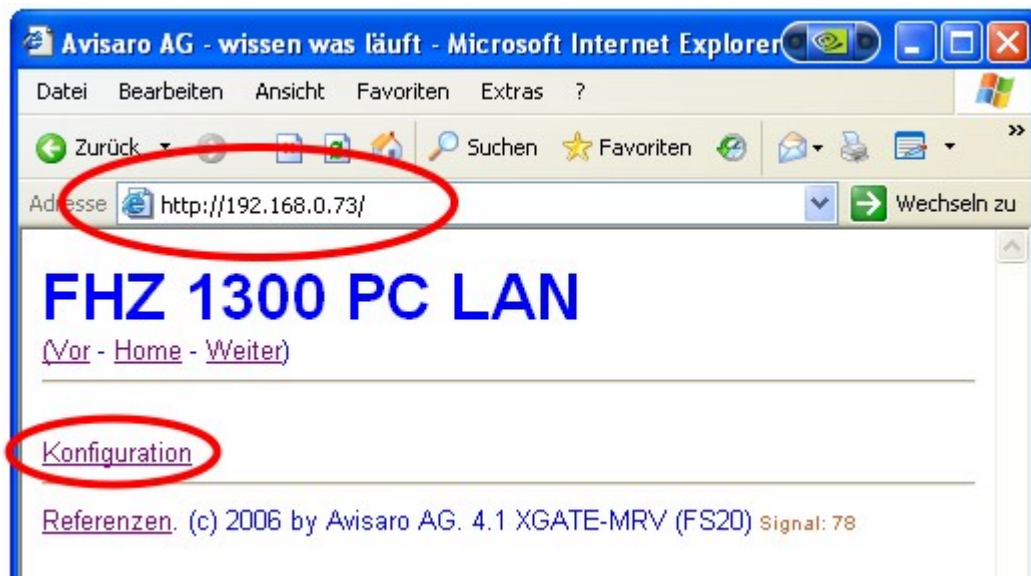 Avisaro AG - wissen was läuft - Microsoft Internet Explorer
Datei Bearbeiten Ansicht Favoriten Extras ?
Zurück Suchen Favoriten »
Adresse http://192.168.0.73/ Wechseln zu
FHZ 1300 PC LAN
(Vor - Home - Weiter)
Konfiguration
Referenzen. (c) 2006 by Avisaro AG. 4.1 XGATE-MRV (FS20) Signal: 78